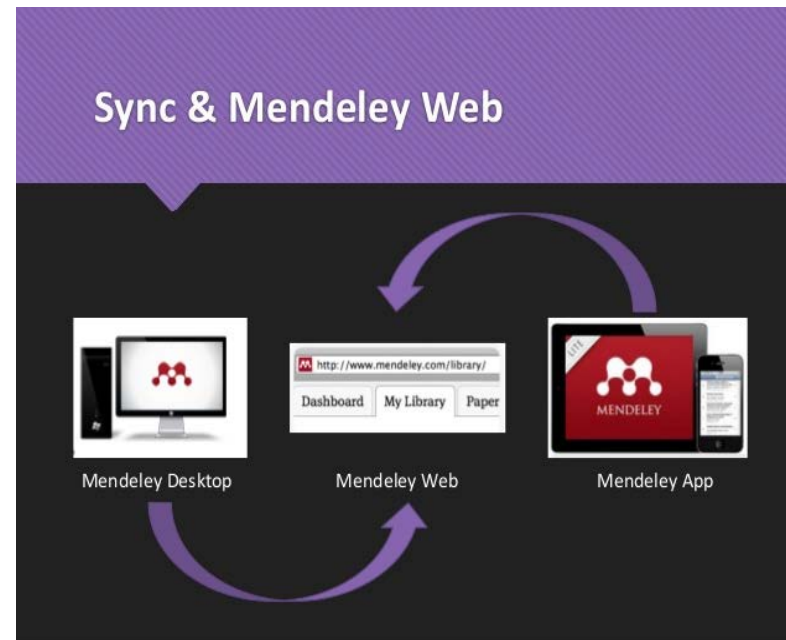 Sync & Mendeley Web
http://www.mendeley.com/library/
Dashboard My Library Paper
LITE
MENDELEY
Mendeley Desktop
Mendeley Web
Mendeley App